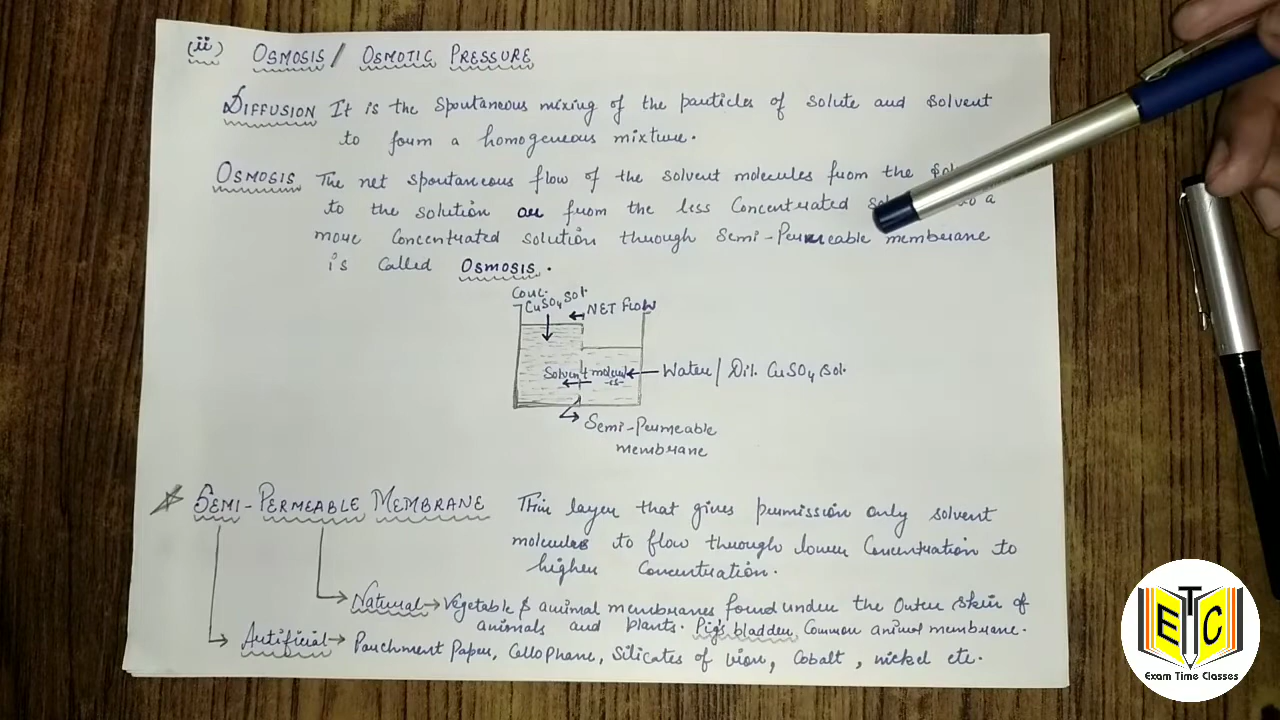 (ii) OSMOSIS / OSMOTIC PRESSURE
DIFFUSION It is the spontaneous mixing of the particles of solute and solvent
to form a homogeneous mixture.
OSMOSIS The net spontaneous flow of the solvent molecules from the
to the solution or from the less concentrated a
more concentrated solution through Semi-Permeable membrane
is called OSMOSIS.
Conc.
CuSO4 sol.
NET FLOW
Solvent molecules
Water / Dil. CuSO4 sol.
Semi-Permeable
membrane
SEMI-PERMEABLE MEMBRANE Thin layer that gives permission only solvent
molecules to flow through lower concentration to
higher concentration.
Natural → Vegetable & animal membranes found under the outer skin of
animals and plants. Pig's bladder, Common animal membrane.
Artificial → Parchment Paper, Cellophane, Silicates of iron, Cobalt, nickel etc.
ETC
Exam Time Classes